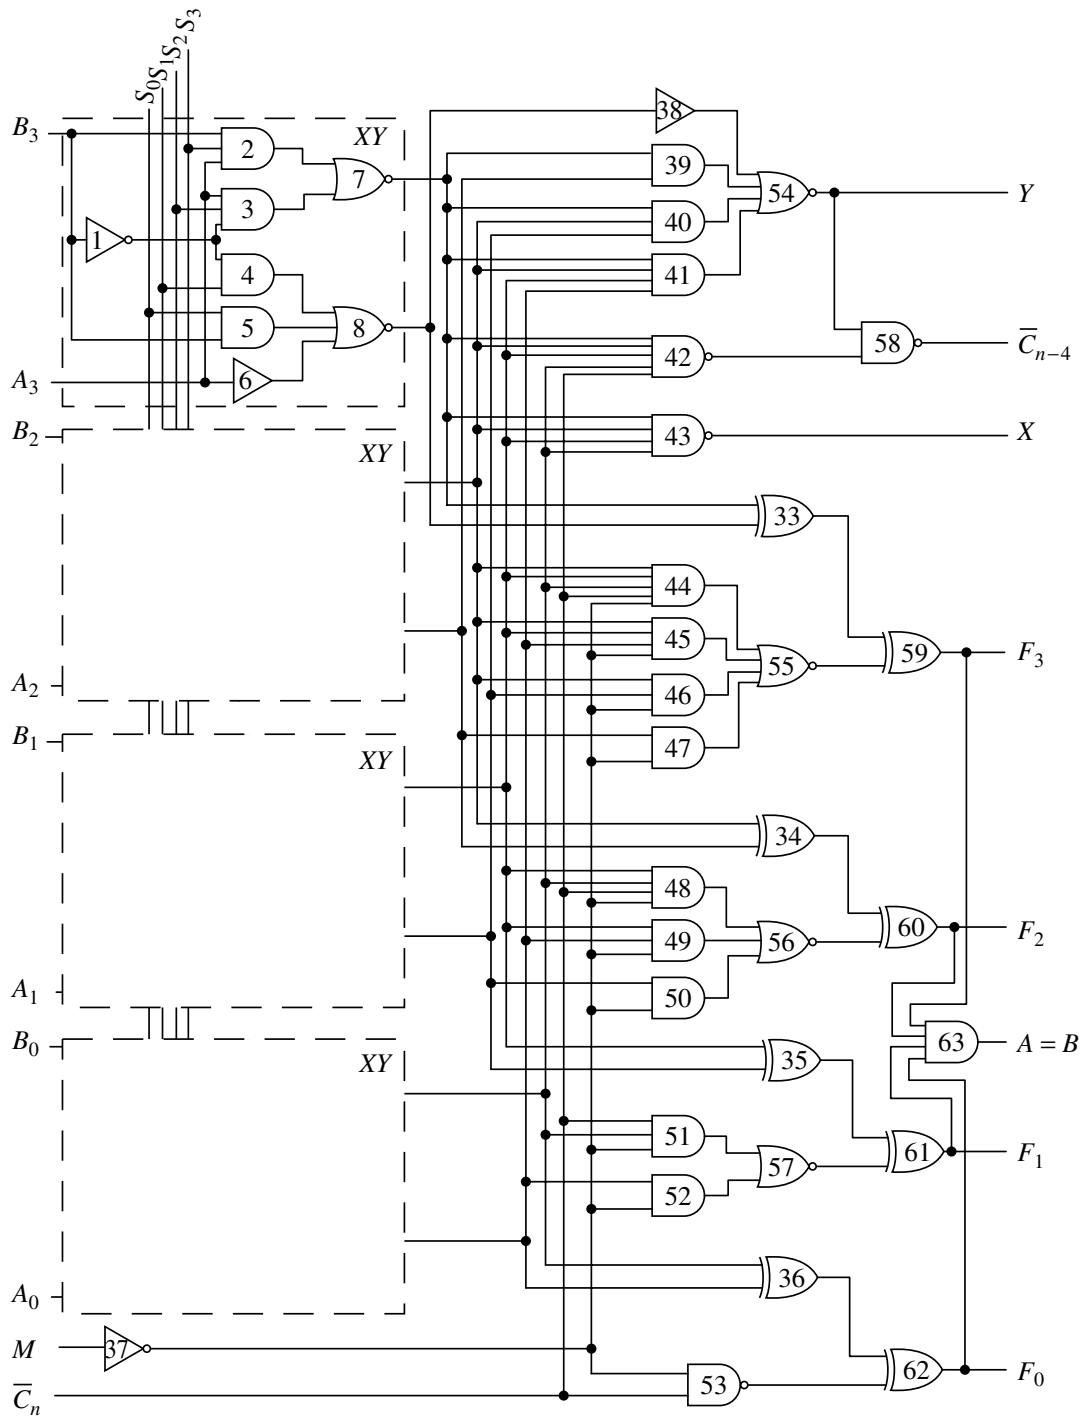 S₀ S₁ S₂ S₃
B₃ 2 XY 38
7 39 54 Y
3 40
1
4 41
5 8 42 58 C̅ₙ₋₄
A₃ 6
B₂ XY 43 X
33
44
45 55 59 F₃
A₂ 46
B₁ XY 47
34
48 60 F₂
49 56
A₁ 50
B₀ XY 35 63 A = B
51 57 61 F₁
52
A₀ 36
M 37
C̅ₙ 53 62 F₀